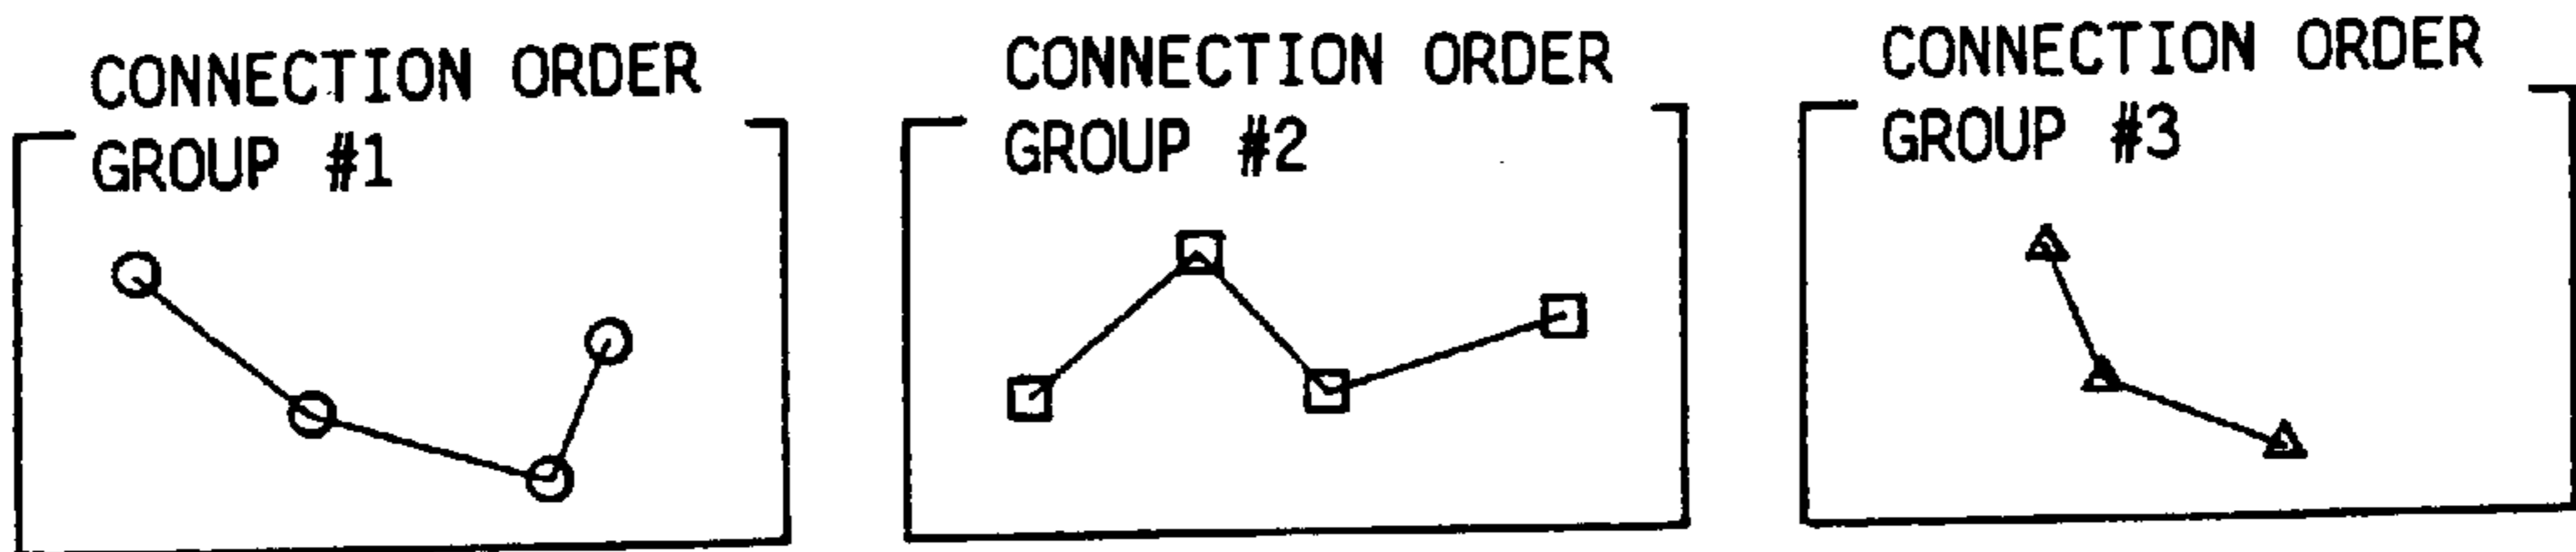 CONNECTION ORDER
GROUP #1
CONNECTION ORDER
GROUP #2
CONNECTION ORDER
GROUP #3